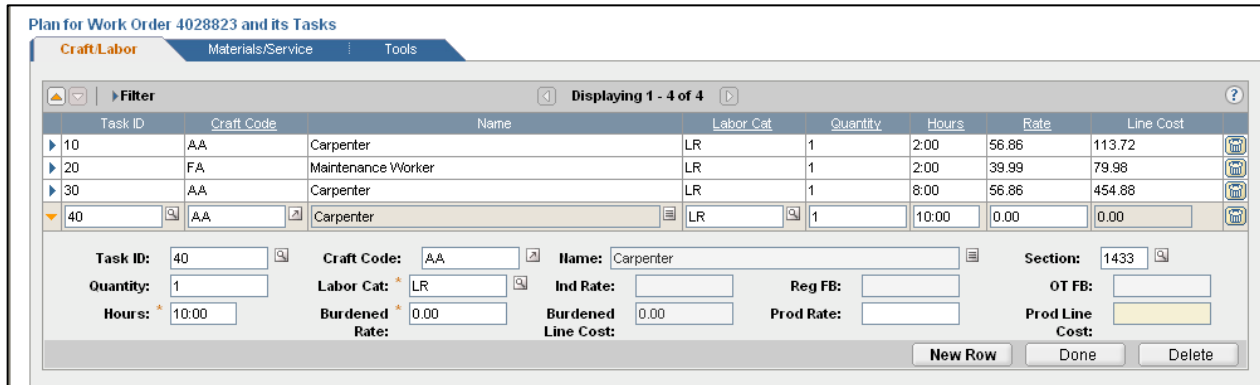 Plan for Work Order 4028823 and its Tasks
Craft/Labor Materials/Service Tools
Filter Displaying 1 - 4 of 4 ?
Task ID Craft Code Name Labor Cat Quantity Hours Rate Line Cost
10 AA Carpenter LR 1 2:00 56.86 113.72
20 FA Maintenance Worker LR 1 2:00 39.99 79.98
30 AA Carpenter LR 1 8:00 56.86 454.88
40 AA Carpenter LR 1 10:00 0.00 0.00
Task ID: 40 Craft Code: AA Name: Carpenter Section: 1433
Quantity: 1 Labor Cat: * LR Ind Rate: Reg FB: OT FB:
Hours: * 10:00 Burdened * 0.00 Burdened 0.00 Prod Rate: Prod Line
Rate: Line Cost: Cost:
New Row Done Delete